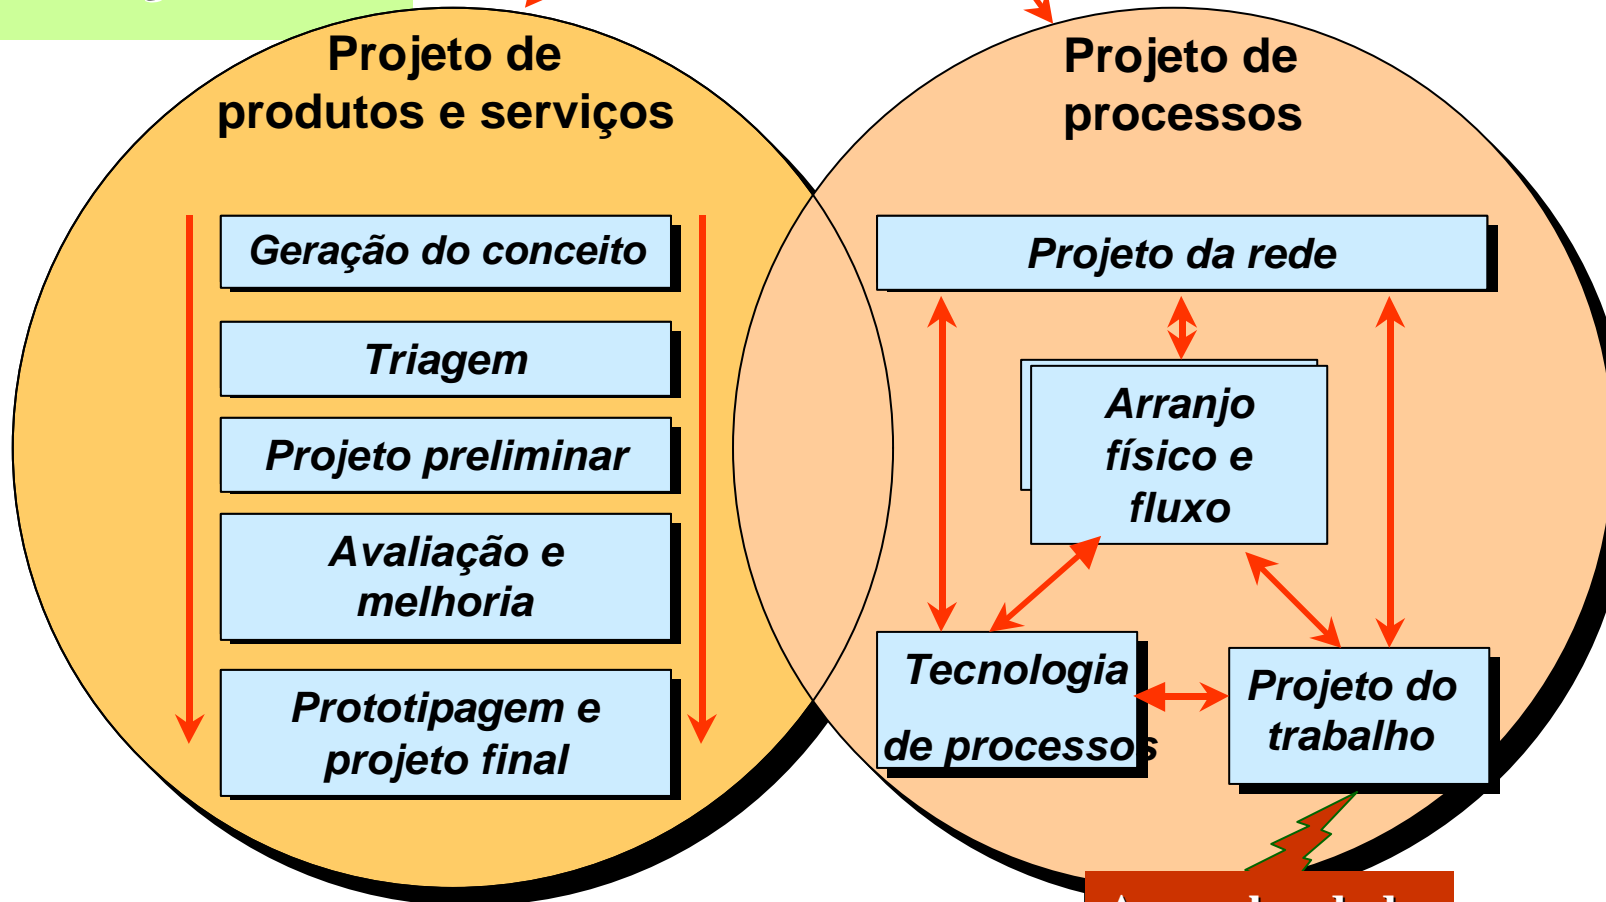 Projeto de
produtos e serviços
Geração do conceito
Triagem
Projeto preliminar
Avaliação e
melhoria
Prototipagem e
projeto final
Projeto de
processos
Projeto da rede
Arranjo
físico e
fluxo
Tecnologia
de processos
Projeto do
trabalho